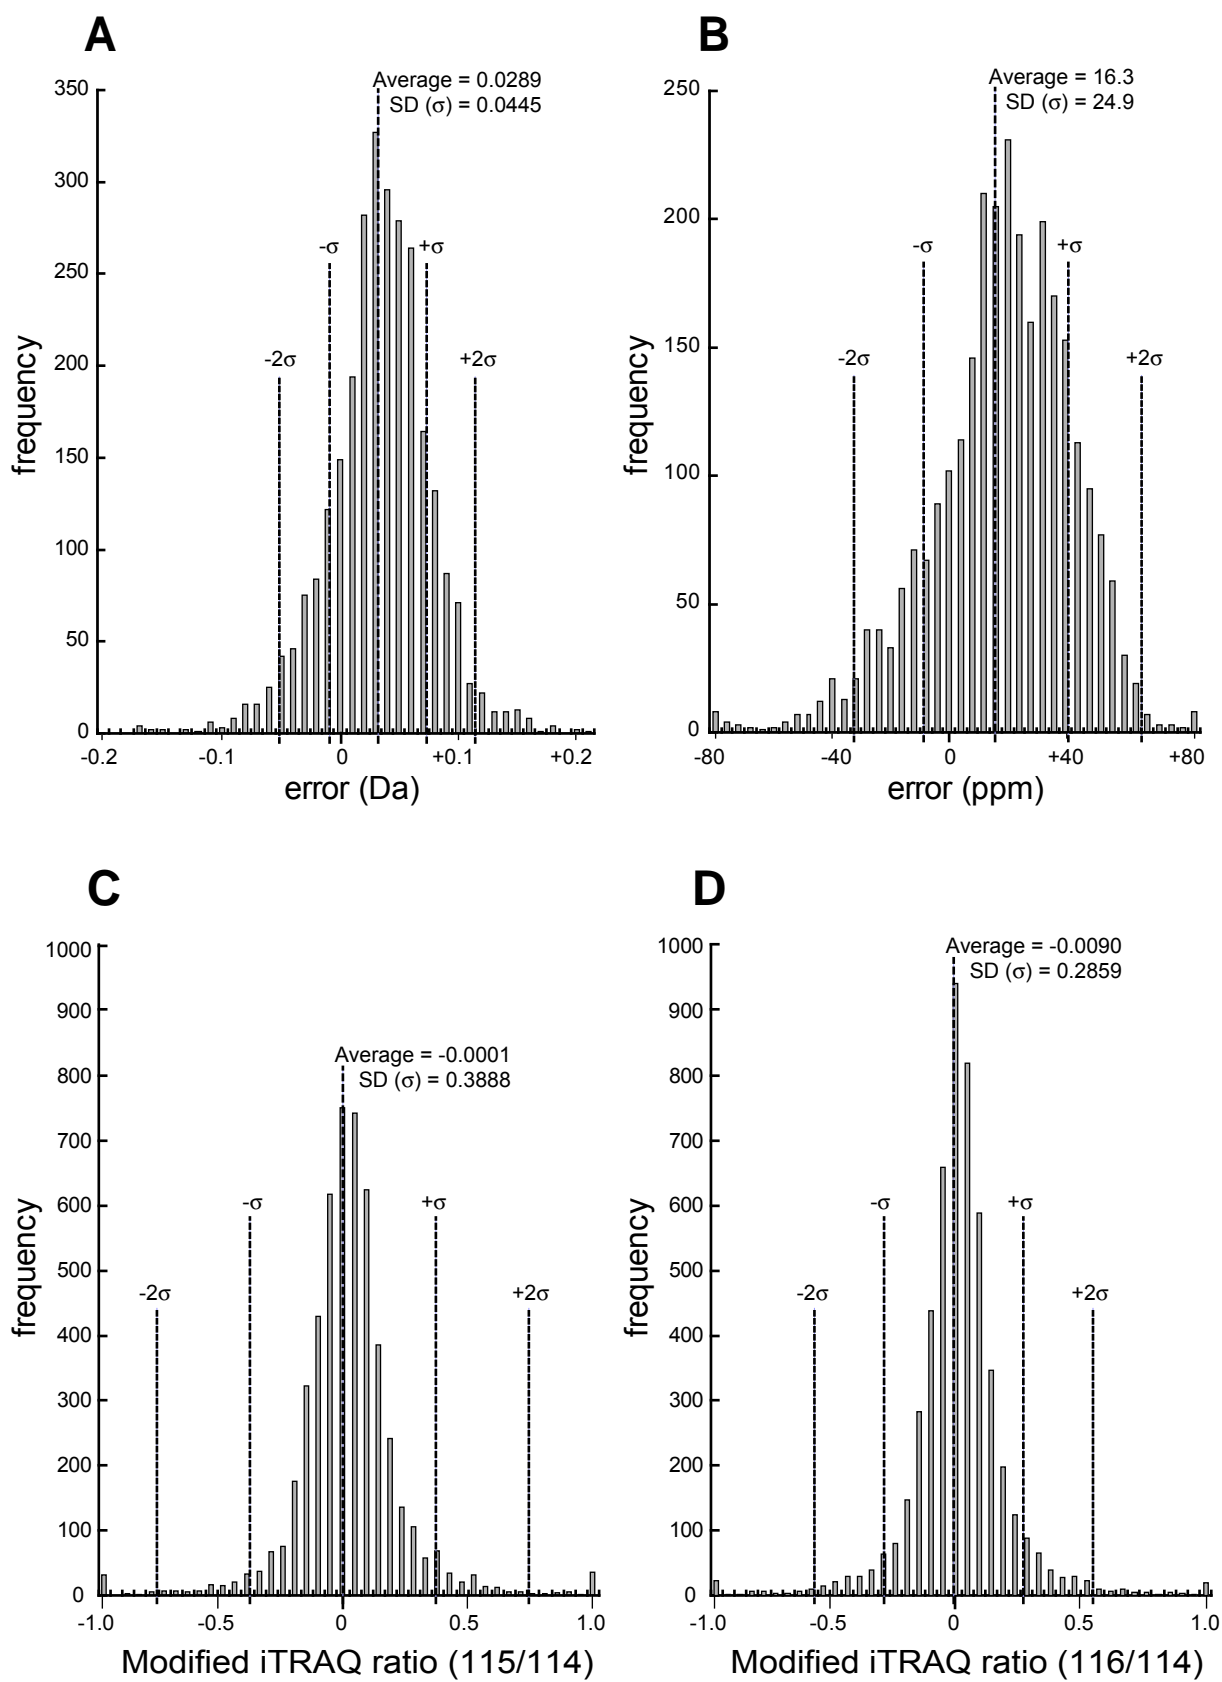 A
Average = 0.0289
SD (σ) = 0.0445
350
300
250
200
150
100
50
0
-2σ
-σ
+σ
+2σ
frequency
-0.2
-0.1
0
+0.1
+0.2
error (Da)
B
Average = 16.3
SD (σ) = 24.9
250
200
150
100
50
0
-2σ
-σ
+σ
+2σ
frequency
-80
-40
0
+40
+80
error (ppm)
C
Average = -0.0001
SD (σ) = 0.3888
1000
900
800
700
600
500
400
300
200
100
0
-2σ
-σ
+σ
+2σ
frequency
-1.0
-0.5
0
0.5
1.0
Modified iTRAQ ratio (115/114)
D
Average = -0.0090
SD (σ) = 0.2859
1000
900
800
700
600
500
400
300
200
100
0
-2σ
-σ
+σ
+2σ
frequency
-1.0
-0.5
0
0.5
1.0
Modified iTRAQ ratio (116/114)